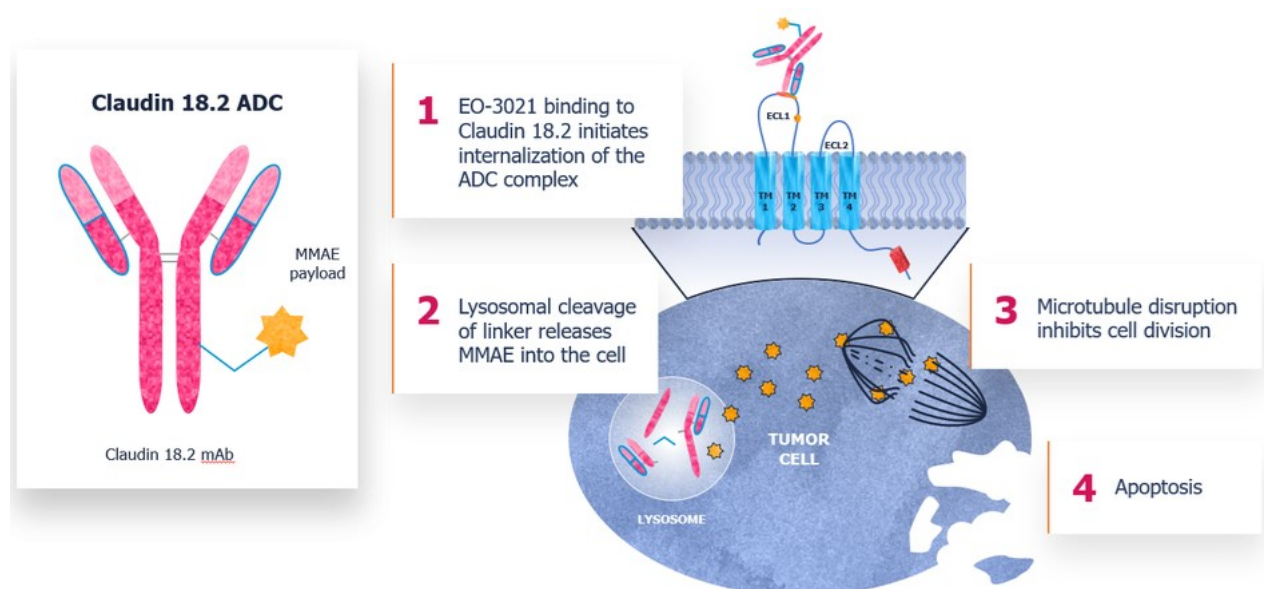 Claudin 18.2 ADC
MMAE
payload
Claudin 18.2 mAb
1
EO-3021 binding to
Claudin 18.2 initiates
internalization of the
ADC complex
2
Lysosomal cleavage
of linker releases
MMAE into the cell
ECL1
ECL2
TM
1
TM
2
TM
3
TM
4
3
Microtubule disruption
inhibits cell division
TUMOR
CELL
LYSOSOME
4
Apoptosis